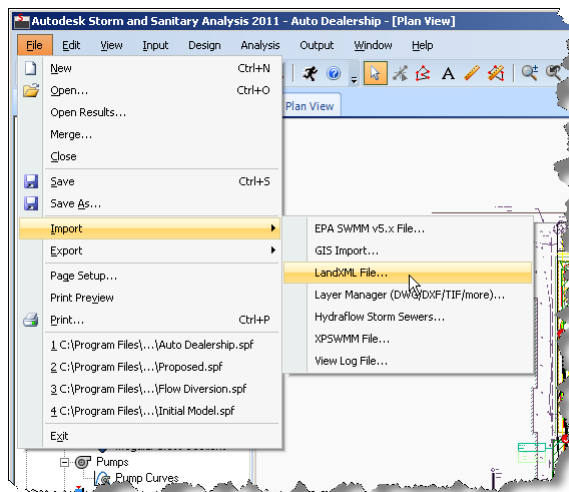 Autodesk Storm and Sanitary Analysis 2011 - Auto Dealership - [Plan View]
File Edit View Input Design Analysis Output Window Help
New Ctrl+N
Open... Ctrl+O
Open Results...
Plan View
Merge...
Close
Save Ctrl+S
Save As...
Import
EPA SWMM v5.x File...
Export
GIS Import...
LandXML File...
Page Setup...
Layer Manager (DWG/DXF/TIF/more)...
Print Preview
Hydraflow Storm Sewers...
Print... Ctrl+P
XPSWMM File...
1 C:\Program Files\...\Auto Dealership.spf
View Log File...
2 C:\Program Files\...\Proposed.spf
3 C:\Program Files\...\Flow Diversion.spf
4 C:\Program Files\...\Initial Model.spf
Exit
Pumps
Pump Curves